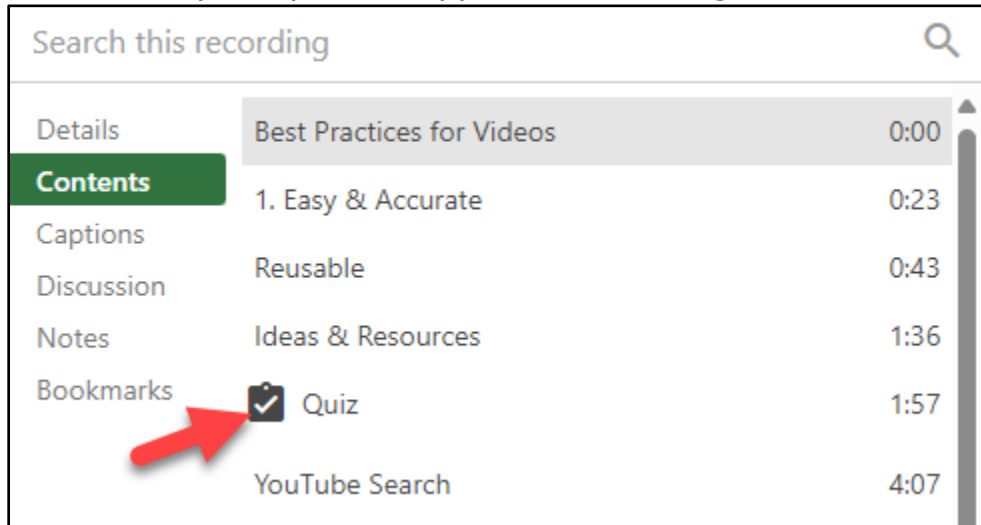 Search this recording
Details
Contents
Captions
Discussion
Notes
Bookmarks
Best Practices for Videos 0:00
1. Easy & Accurate 0:23
Reusable 0:43
Ideas & Resources 1:36
Quiz 1:57
YouTube Search 4:07